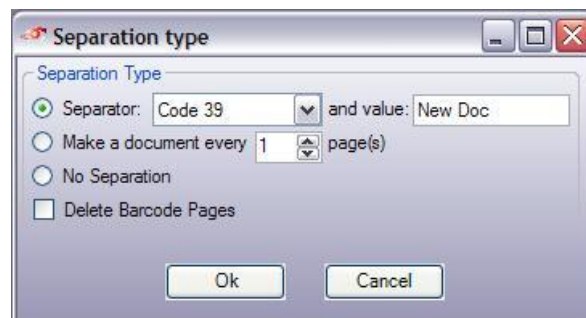 Separation type
Separation Type
Separator: Code 39 and value: New Doc
Make a document every 1 page(s)
No Separation
Delete Barcode Pages
Ok Cancel